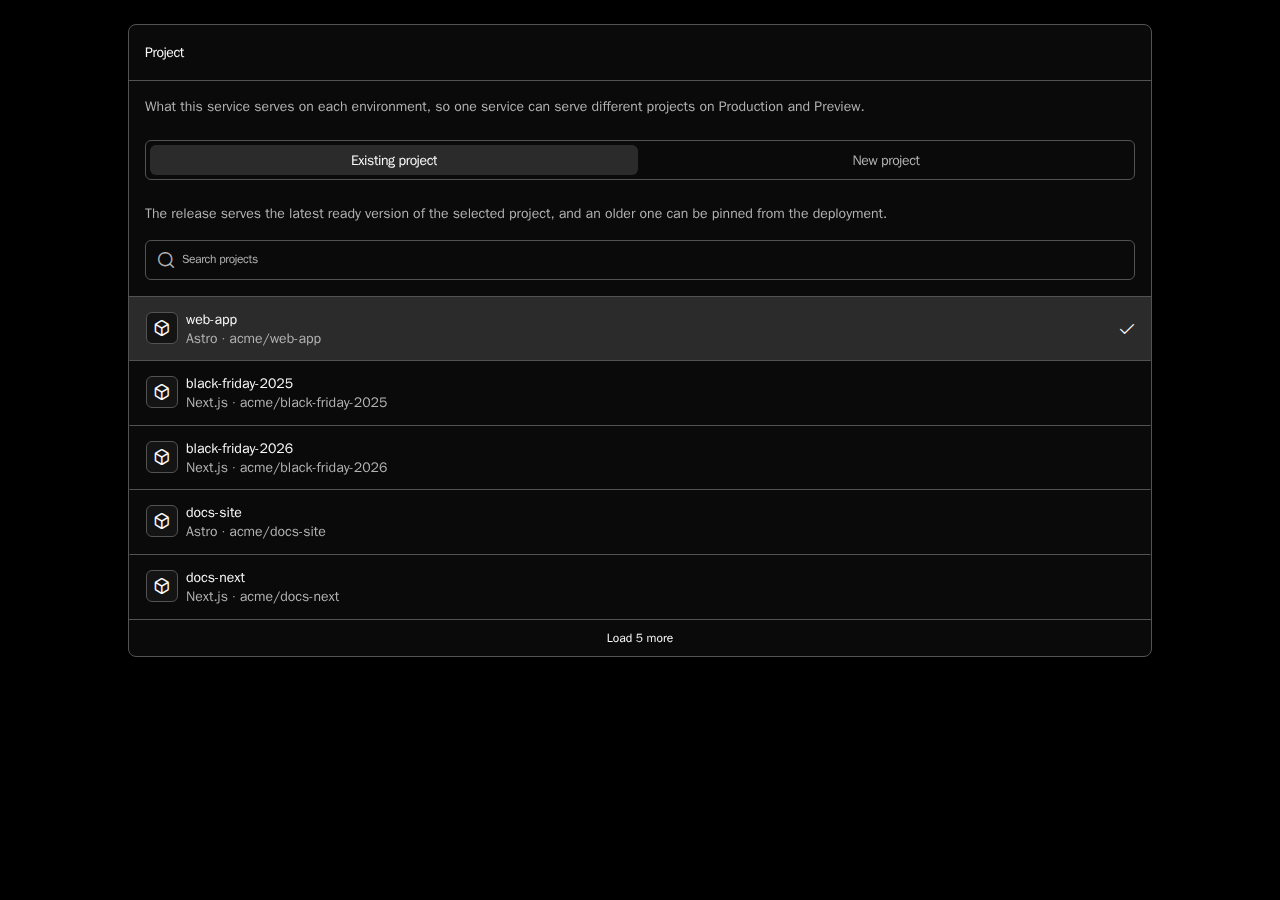 Project
What this service serves on each environment, so one service can serve different projects on Production and Preview.
Existing project
New project
The release serves the latest ready version of the selected project, and an older one can be pinned from the deployment.
Search projects
web-app
Astro · acme/web-app
black-friday-2025
Next.js · acme/black-friday-2025
black-friday-2026
Next.js · acme/black-friday-2026
docs-site
Astro · acme/docs-site
docs-next
Next.js · acme/docs-next
Load 5 more